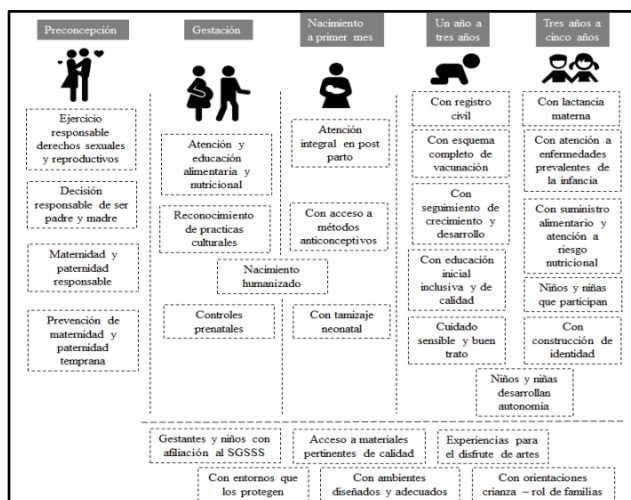 Preconcepción
Gestación
Nacimiento
a primer mes
Un año a
tres años
Tres años a
cinco años
Ejercicio
responsable
derechos sexuales
y reproductivos
Decisión
responsable de ser
padre y madre
Maternidad y
paternidad
responsable
Prevención de
maternidad y
paternidad
temprana
Atención y
educación
alimentaria y
nutricional
Reconocimiento
de practicas
culturales
Nacimiento
humanizado
Controles
prenatales
Atención
integral en post
parto
Con acceso a
métodos
anticonceptivos
Con tamizaje
neonatal
Con registro
civil
Con esquema
completo de
vacunación
Con
seguimiento de
crecimiento y
desarrollo
Con educación
inicial
inclusiva y de
calidad
Cuidado
sensible y buen
trato
Con lactancia
materna
Con atención a
enfermedades
prevalentes de
la infancia
Con suministro
alimentario y
atención a
riesgo
nutricional
Niños y niñas
que participan
Con
construcción de
identidad
Niños y niñas
desarrollan
autonomía
Gestantes y niños con
afiliación al SGSSS
Acceso a materiales
pertinentes de calidad
Experiencias para
el disfrute de artes
Con entornos que
los protegen
Con ambientes
diseñados y adecuados
Con orientaciones
crianza – rol de familias